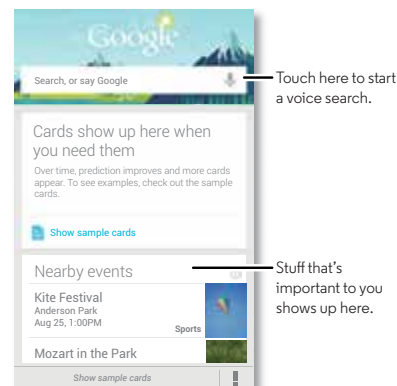 Google
Search, or say Google
Touch here to start
a voice search.
Cards show up here when
you need them
Over time, prediction improves and more cards
appear. To see examples, check out the sample
cards.
Show sample cards
Nearby events
Stuff that's
important to you
shows up here.
Kite Festival
Anderson Park
Aug 25, 1:00PM
Sports
Mozart in the Park
Show sample cards